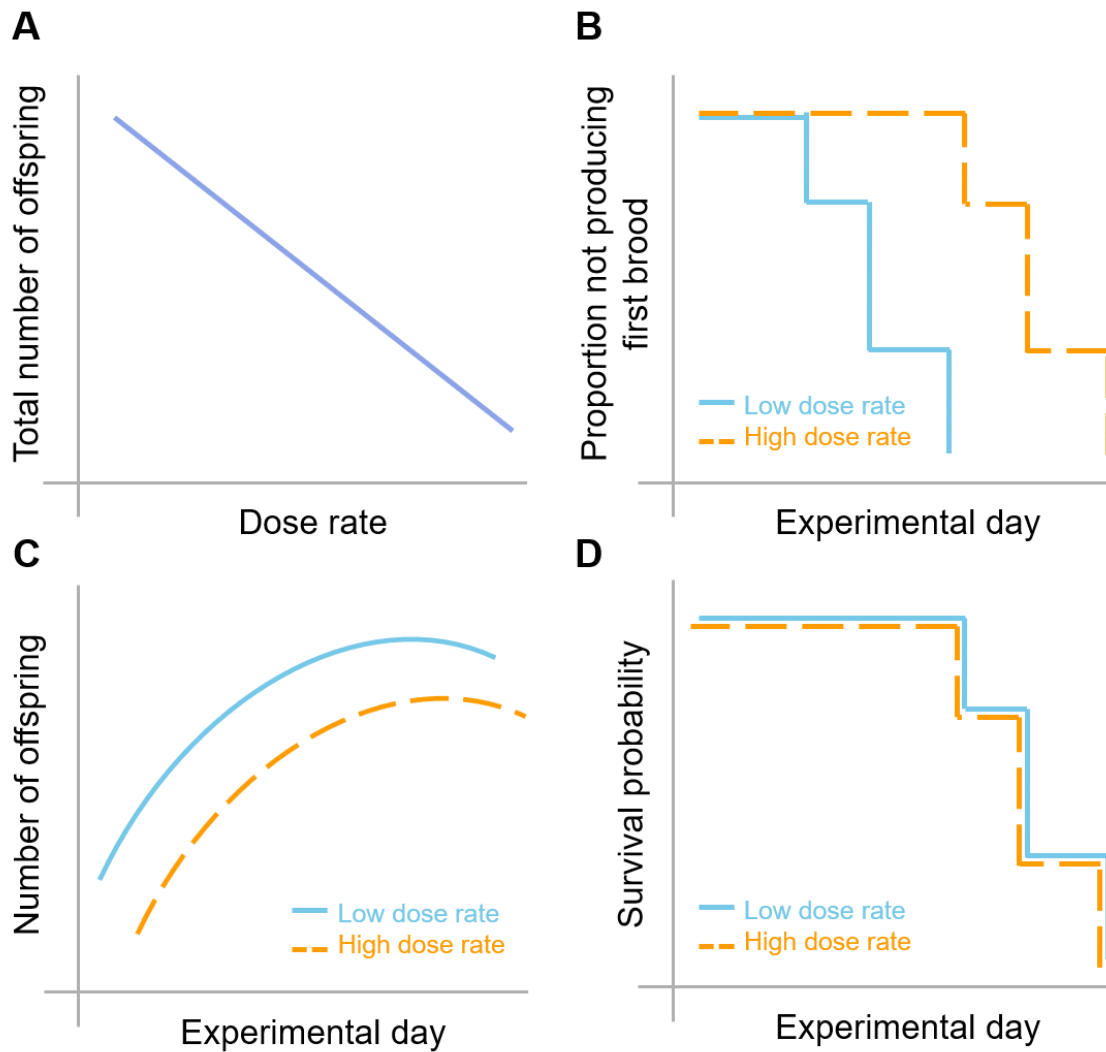 A
Total number of offspring
Dose rate
B
Proportion not producing
first brood
Low dose rate
High dose rate
Experimental day
C
Number of offspring
Low dose rate
High dose rate
Experimental day
D
Survival probability
Low dose rate
High dose rate
Experimental day